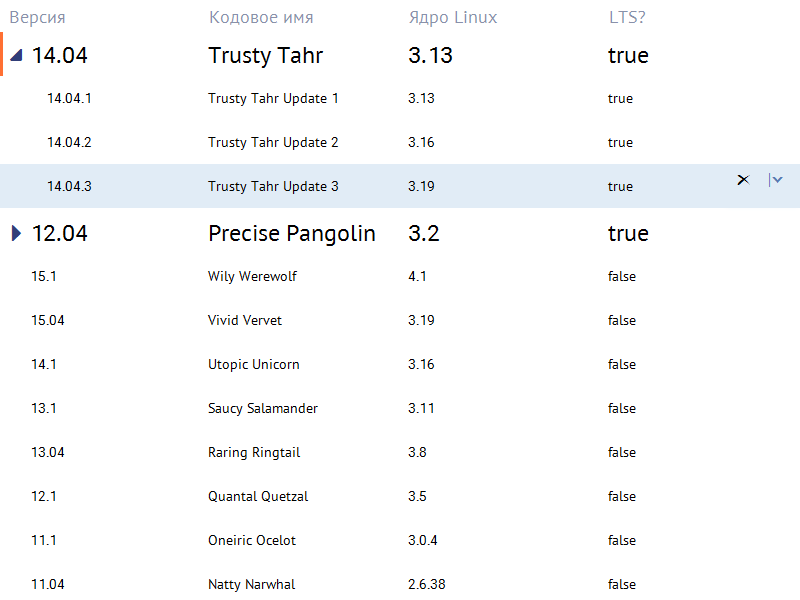 Версия Кодовое имя Ядро Linux LTS?
14.04 Trusty Tahr 3.13 true
14.04.1 Trusty Tahr Update 1 3.13 true
14.04.2 Trusty Tahr Update 2 3.16 true
14.04.3 Trusty Tahr Update 3 3.19 true
12.04 Precise Pangolin 3.2 true
15.1 Wily Werewolf 4.1 false
15.04 Vivid Vervet 3.19 false
14.1 Utopic Unicorn 3.16 false
13.1 Saucy Salamander 3.11 false
13.04 Raring Ringtail 3.8 false
12.1 Quantal Quetzal 3.5 false
11.1 Oneiric Ocelot 3.0.4 false
11.04 Natty Narwhal 2.6.38 false